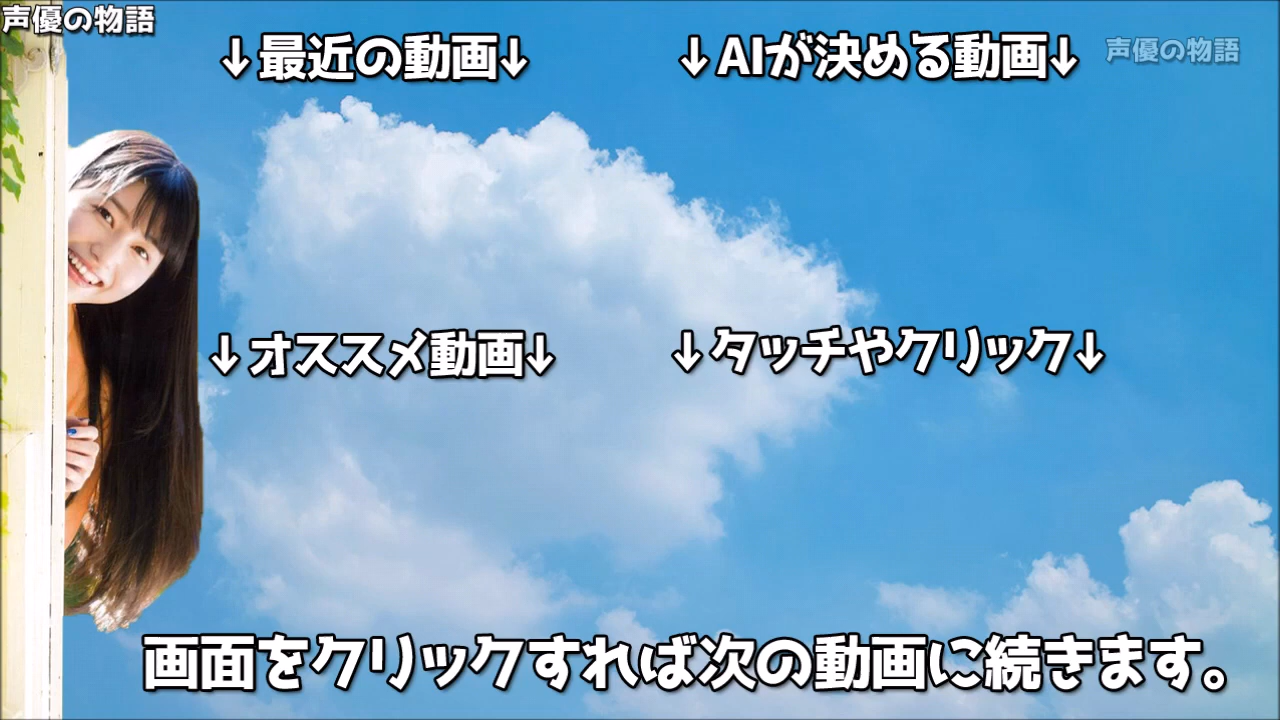 声優の物語
↓最近の動画↓
↓AIが決める動画↓
声優の物語
↓オススメ動画↓
↓タッチやクリック↓
画面をクリックすれば次の動画に続きます。